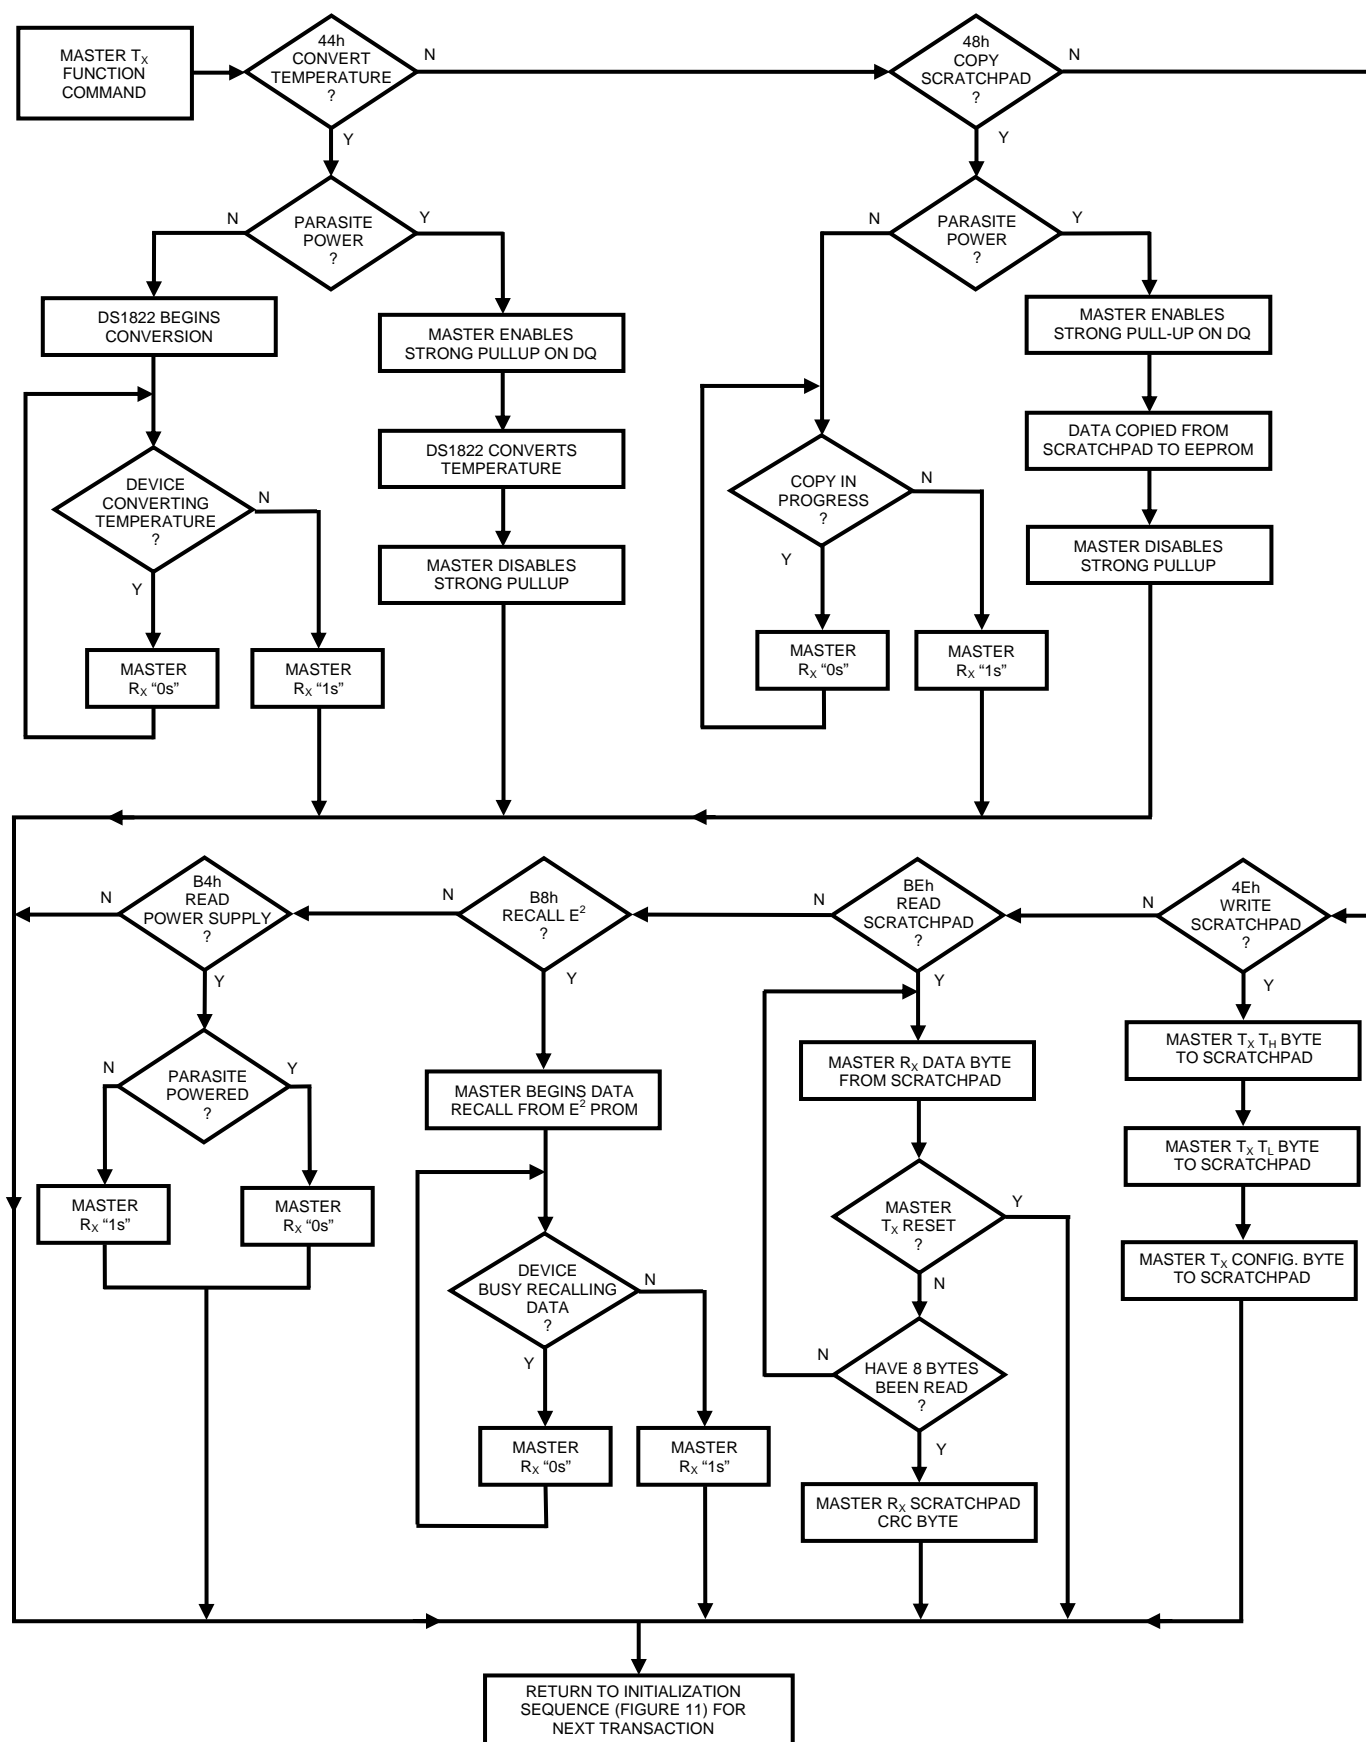 MASTER TX
FUNCTION
COMMAND
44h
CONVERT
TEMPERATURE
?
N
Y
48h
COPY
SCRATCHPAD
?
N
Y
N
PARASITE
POWER
?
Y
N
PARASITE
POWER
?
Y
DS1822 BEGINS
CONVERSION
MASTER ENABLES
STRONG PULLUP ON DQ
MASTER ENABLES
STRONG PULL-UP ON DQ
DS1822 CONVERTS
TEMPERATURE
DATA COPIED FROM
SCRATCHPAD TO EEPROM
DEVICE
CONVERTING
TEMPERATURE
?
N
Y
COPY IN
PROGRESS
?
N
Y
MASTER DISABLES
STRONG PULLUP
MASTER DISABLES
STRONG PULLUP
MASTER
RX “0s”
MASTER
RX “1s”
MASTER
RX “0s”
MASTER
RX “1s”
N
B4h
READ
POWER SUPPLY
?
Y
N
B8h
RECALL E2
?
Y
N
BEh
READ
SCRATCHPAD
?
Y
N
4Eh
WRITE
SCRATCHPAD
?
Y
N
PARASITE
POWERED
?
Y
MASTER BEGINS DATA
RECALL FROM E2 PROM
MASTER RX DATA BYTE
FROM SCRATCHPAD
MASTER TX TH BYTE
TO SCRATCHPAD
MASTER TX TL BYTE
TO SCRATCHPAD
MASTER
RX “1s”
MASTER
RX “0s”
MASTER
TX RESET
?
Y
N
MASTER TX CONFIG. BYTE
TO SCRATCHPAD
DEVICE
BUSY RECALLING
DATA
?
N
Y
N
HAVE 8 BYTES
BEEN READ
?
Y
MASTER
RX “0s”
MASTER
RX “1s”
MASTER RX SCRATCHPAD
CRC BYTE
RETURN TO INITIALIZATION
SEQUENCE (FIGURE 11) FOR
NEXT TRANSACTION